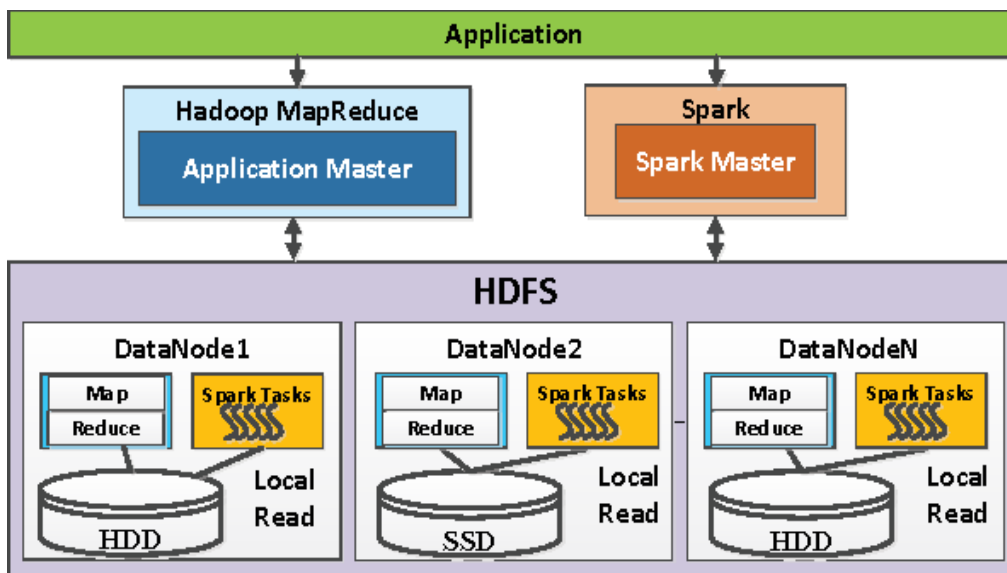 Application
Hadoop MapReduce
Application Master
Spark
Spark Master
HDFS
DataNode1
Map
Reduce
Spark Tasks
Local
Read
HDD
DataNode2
Map
Reduce
Spark Tasks
Local
Read
SSD
DataNodeN
Map
Reduce
Spark Tasks
Local
Read
HDD